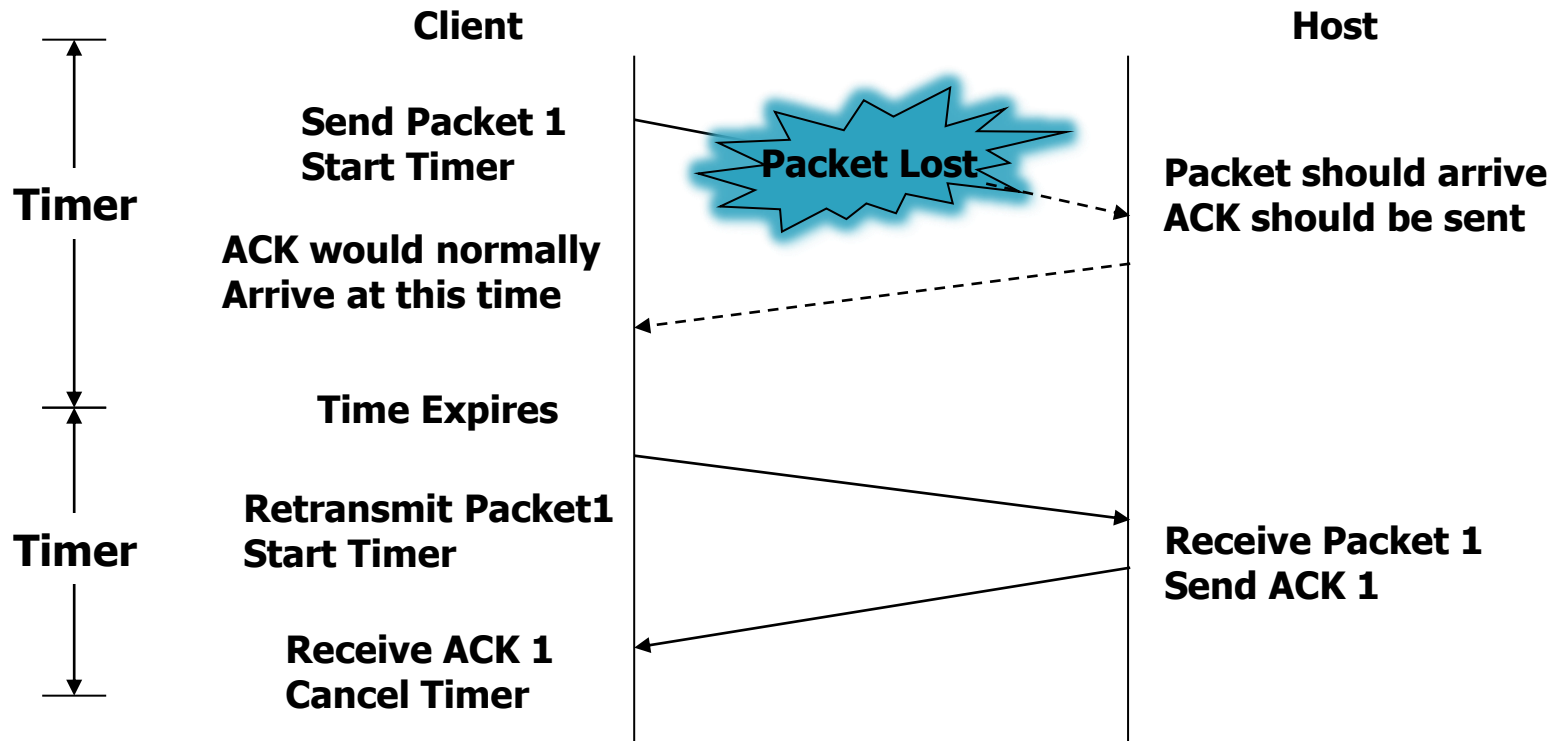 Client
Host
Send Packet 1
Start Timer
Packet Lost
Packet should arrive
ACK should be sent
Timer
ACK would normally
Arrive at this time
Time Expires
Retransmit Packet1
Start Timer
Timer
Receive Packet 1
Send ACK 1
Receive ACK 1
Cancel Timer